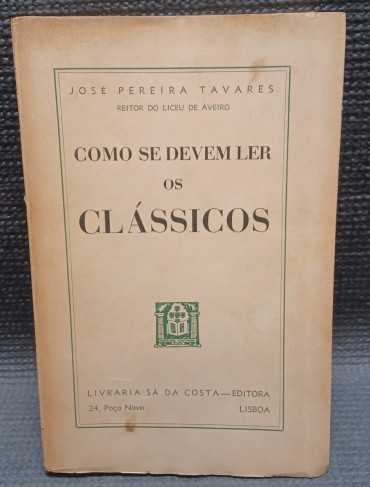 JOSÉ PEREIRA TAVARES
REITOR DO LICEU DE AVEIRO
COMO SE DEVEM LER
OS
CLÁSSICOS
LIVRARIA SÁ DA COSTA—EDITORA
24, Poço Novo LISBOA